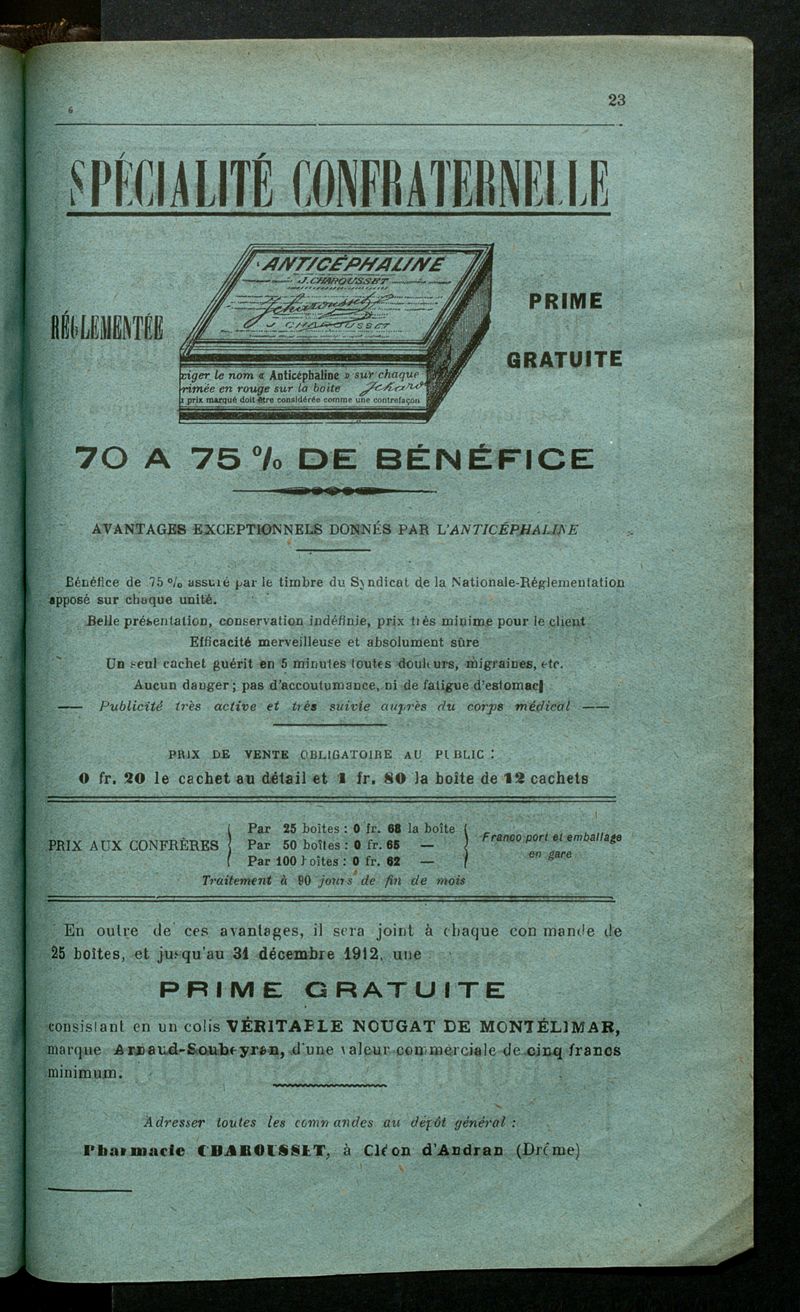 6
23
SPÉCIALITÉ CONFRATERNELLE
RÉGLEMENTÉE
ANTICÉPHALINE
J. CHAROUSSET
J. CHAROUSSET
xiger le nom « Anticéphaline » sur chaque
rimée en rouge sur la boite
prix marqué doit être considérée comme une contrefaçon
PRIME
GRATUITE
70 A 75 % DE BÉNÉFICE
AVANTAGES EXCEPTIONNELS DONNÉS PAR L'ANTICÉPHALINE
Bénéfice de 75 % assuré par le timbre du Syndicat de la Nationale-Réglementation
apposé sur chaque unité.
Belle présentation, conservation indéfinie, prix très minime pour le client
Efficacité merveilleuse et absolument sûre
Un seul cachet guérit en 5 minutes toutes douleurs, migraines, etc.
Aucun danger ; pas d'accoutumance, ni de fatigue d'estomac
— Publicité très active et très suivie auprès du corps médical —
PRIX DE VENTE OBLIGATOIRE AU PUBLIC :
0 fr. 20 le cachet au détail et 1 fr. 80 la boîte de 12 cachets
PRIX AUX CONFRÈRES
Par 25 boîtes : 0 fr. 68 la boîte
Par 50 boîtes : 0 fr. 65 —
Par 100 boîtes : 0 fr. 62 —
Franco port et emballage
en gare
Traitement à 90 jours de fin de mois
En outre de ces avantages, il sera joint à chaque commande de
25 boîtes, et jusqu'au 31 décembre 1912, une
PRIME GRATUITE
consistant en un colis VÉRITABLE NOUGAT DE MONTÉLIMAR,
marque Arnaud-Soubeyran, d'une valeur commerciale de cinq francs
minimum.
Adresser toutes les commandes au dépôt général :
Pharmacie CHAROUSSET, à Cléon d'Andran (Drôme)